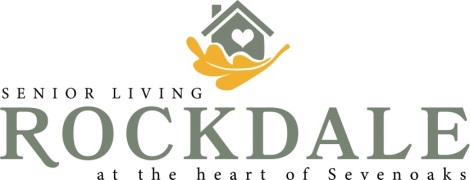 SENIOR LIVING
ROCKDALE
at the heart of Sevenoaks